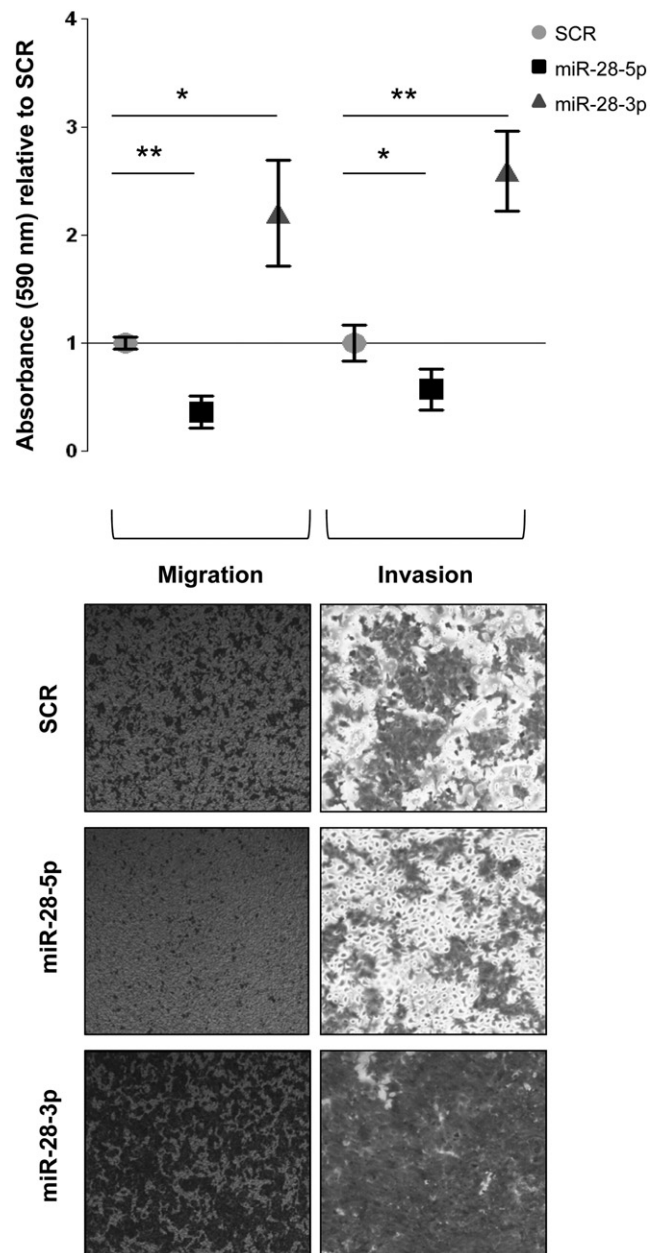 Absorbance (590 nm) relative to SCR
4
3
2
1
0
SCR
miR-28-5p
miR-28-3p
*
**
**
*
Migration
Invasion
SCR
miR-28-5p
miR-28-3p